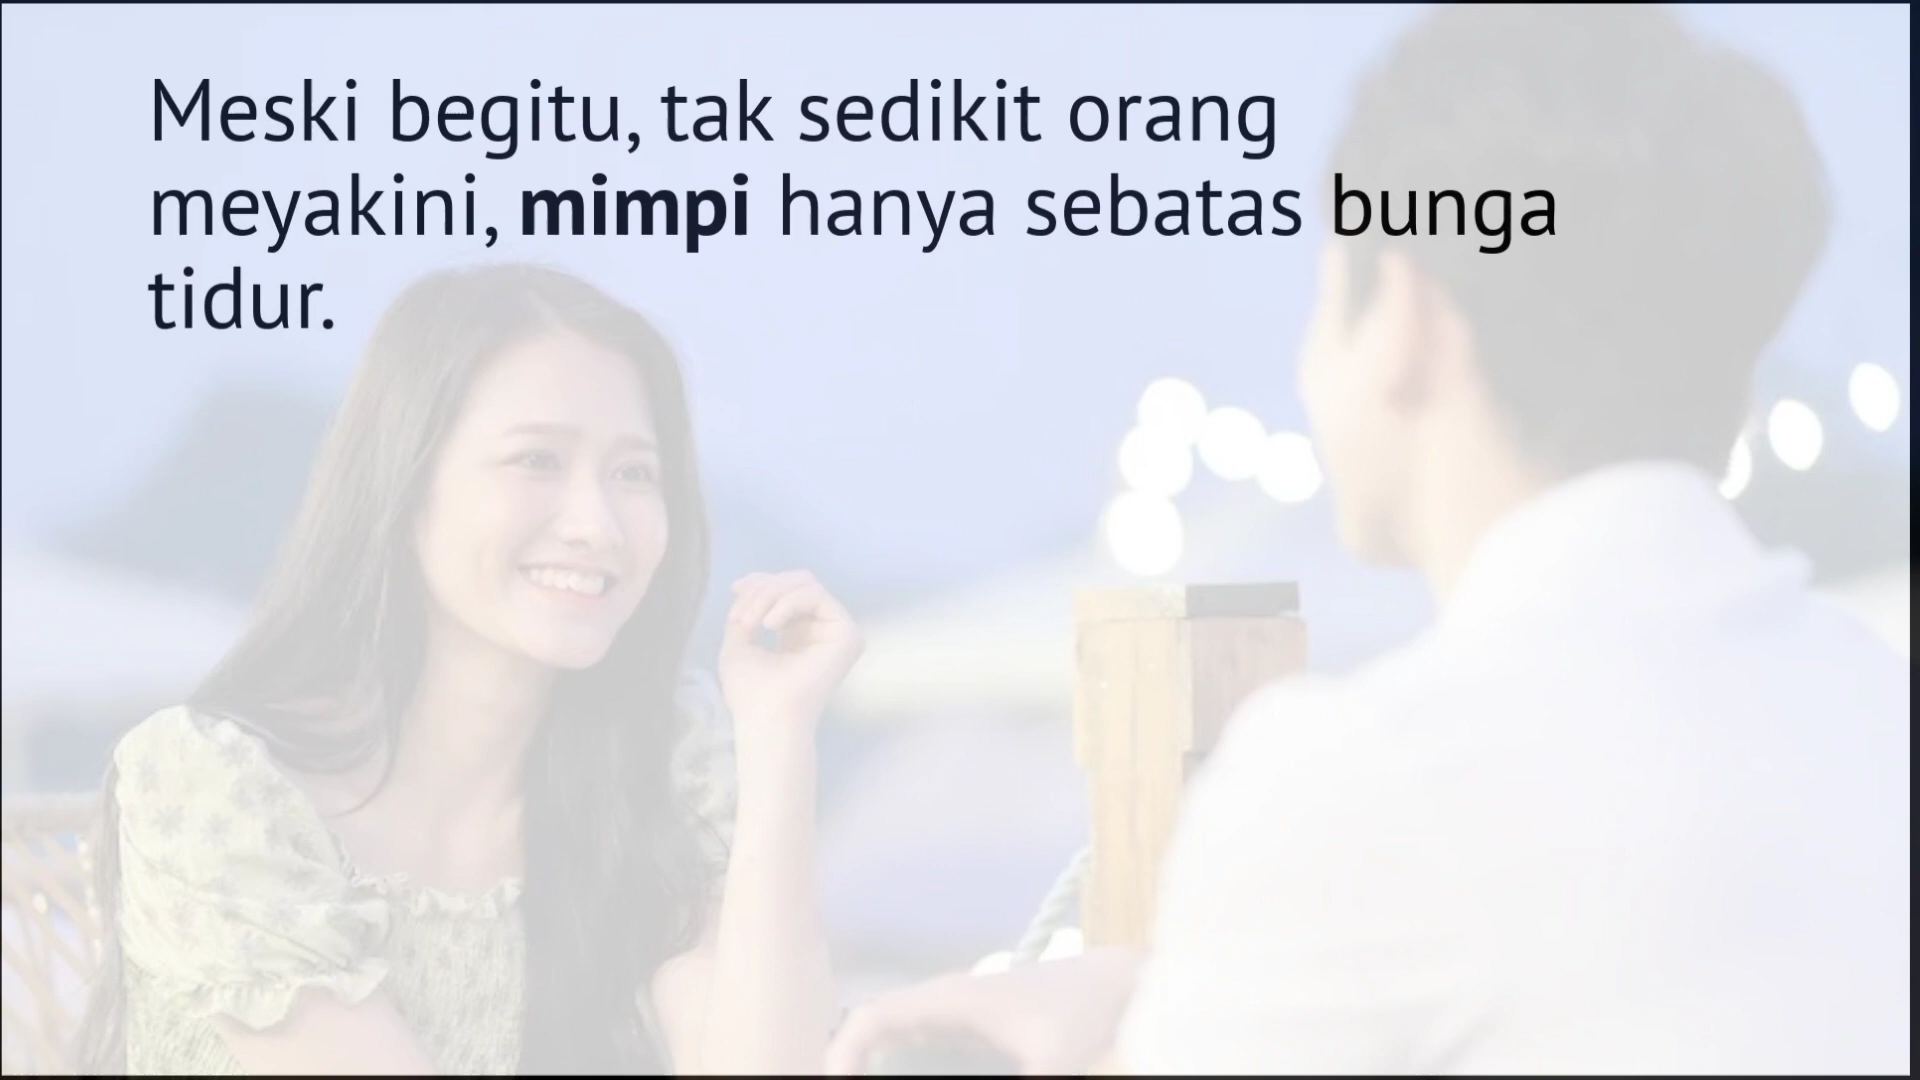 Meski begitu, tak sedikit orang
meyakini, mimpi hanya sebatas bunga
tidur.